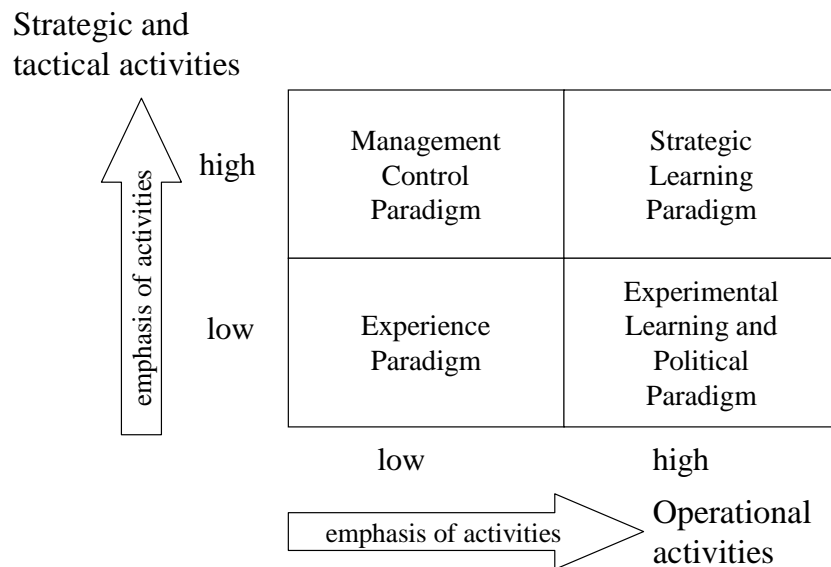 Strategic and
tactical activities
emphasis of activities
high
Management
Control
Paradigm
Strategic
Learning
Paradigm
low
Experience
Paradigm
Experimental
Learning and
Political
Paradigm
low
high
emphasis of activities
Operational
activities